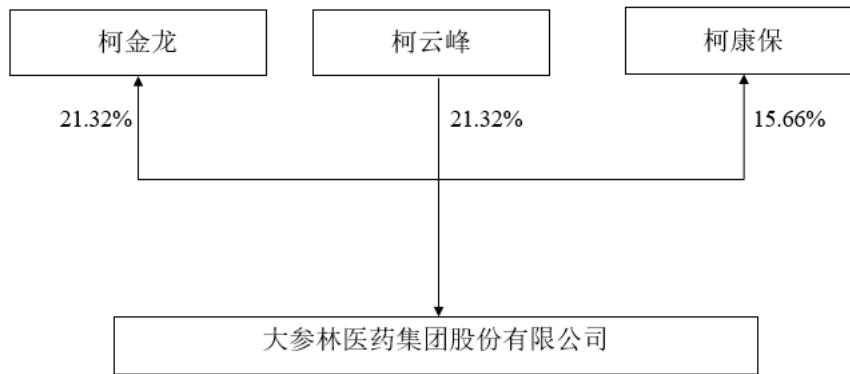 柯金龙
柯云峰
柯康保
21.32%
21.32%
15.66%
大参林医药集团股份有限公司